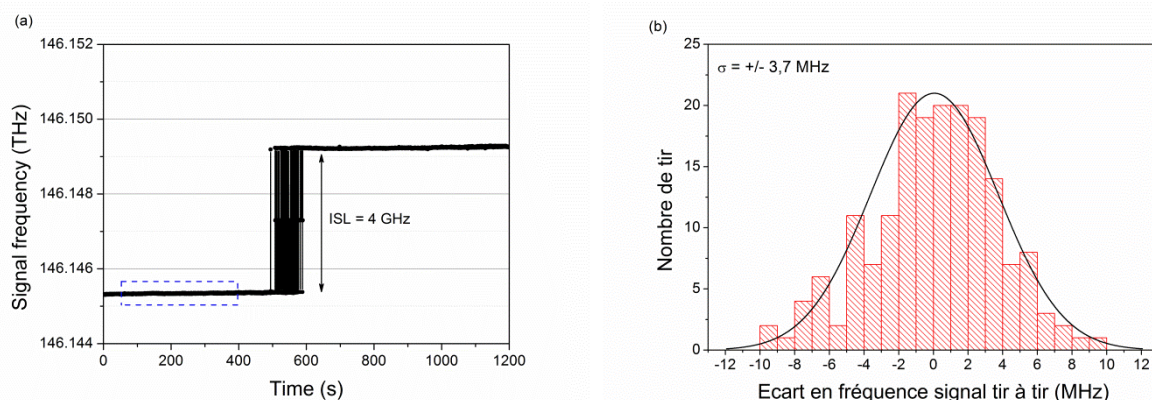 (a)
146.152
146.150
146.148
146.146
146.144
Signal frequency (THz)
ISL = 4 GHz
0 200 400 600 800 1000 1200
Time (s)
(b)
25
20
15
10
5
0
Nombre de tir
σ = +/- 3,7 MHz
-12 -10 -8 -6 -4 -2 0 2 4 6 8 10 12
Ecart en fréquence signal tir à tir (MHz)